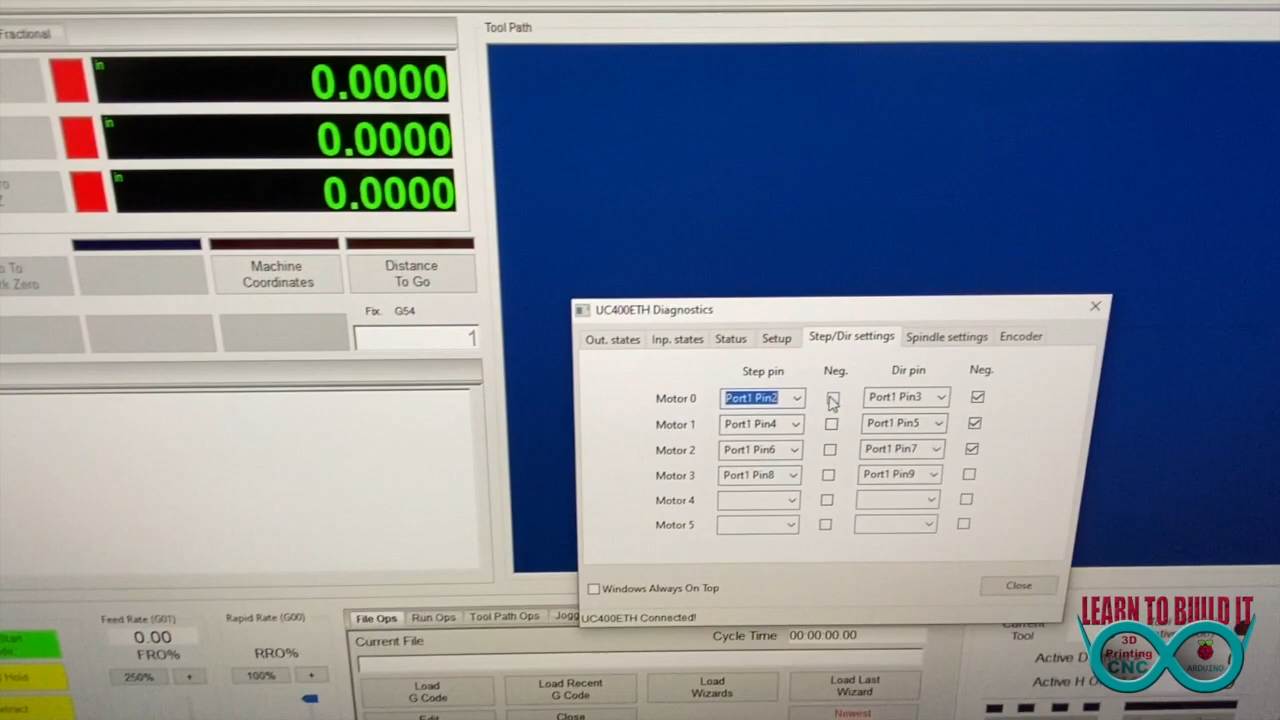 Fractional
Tool Path
in
0.0000
in
0.0000
in
0.0000
Machine
Coordinates
Distance
To Go
Fix. G54
1
UC400ETH Diagnostics
Out. states
Inp. states
Status
Setup
Step/Dir settings
Spindle settings
Encoder
Step pin
Neg.
Dir pin
Neg.
Motor 0
Port1 Pin2
Port1 Pin3
Motor 1
Port1 Pin4
Port1 Pin5
Motor 2
Port1 Pin6
Port1 Pin7
Motor 3
Port1 Pin8
Port1 Pin9
Motor 4
Motor 5
Windows Always On Top
Close
UC400ETH Connected!
Feed Rate (G01)
0.00
FRO%
250%
+
Rapid Rate (G00)
RRO%
100%
+
Hold
File Ops
Run Ops
Tool Path Ops
Current File
Cycle Time 00:00:00.00
Load
G Code
Load Recent
G Code
Load
Wizards
Load Last
Wizard
Close
Newest
Tool
Active D
Active H
LEARN TO BUILD IT
3D
Printing
CNC
ARDUINO